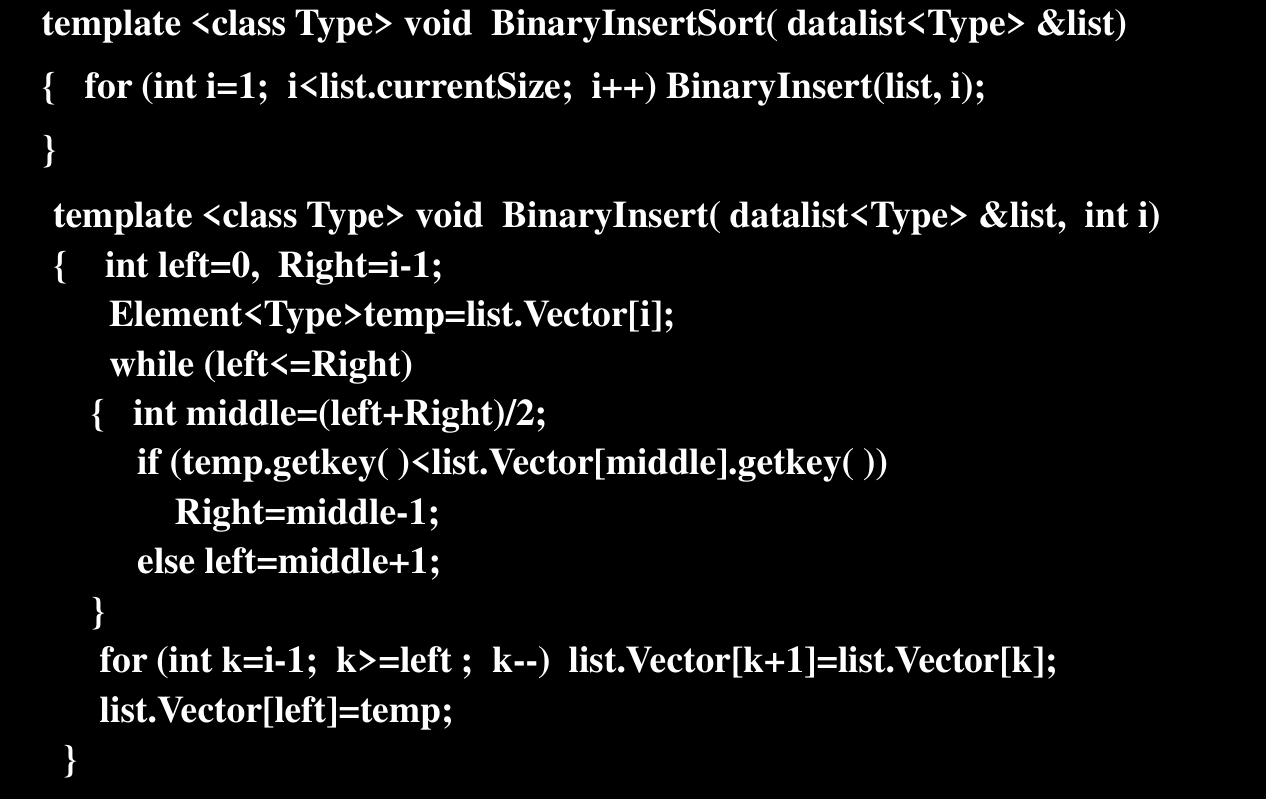 template <class Type> void BinaryInsertSort( datalist<Type> &list)
{ for (int i=1; i<list.currentSize; i++) BinaryInsert(list, i);
}
template <class Type> void BinaryInsert( datalist<Type> &list, int i)
{ int left=0, Right=i-1;
Element<Type>temp=list.Vector[i];
while (left<=Right)
{ int middle=(left+Right)/2;
if (temp.getkey( )<list.Vector[middle].getkey( ))
Right=middle-1;
else left=middle+1;
}
for (int k=i-1; k>=left ; k--) list.Vector[k+1]=list.Vector[k];
list.Vector[left]=temp;
}